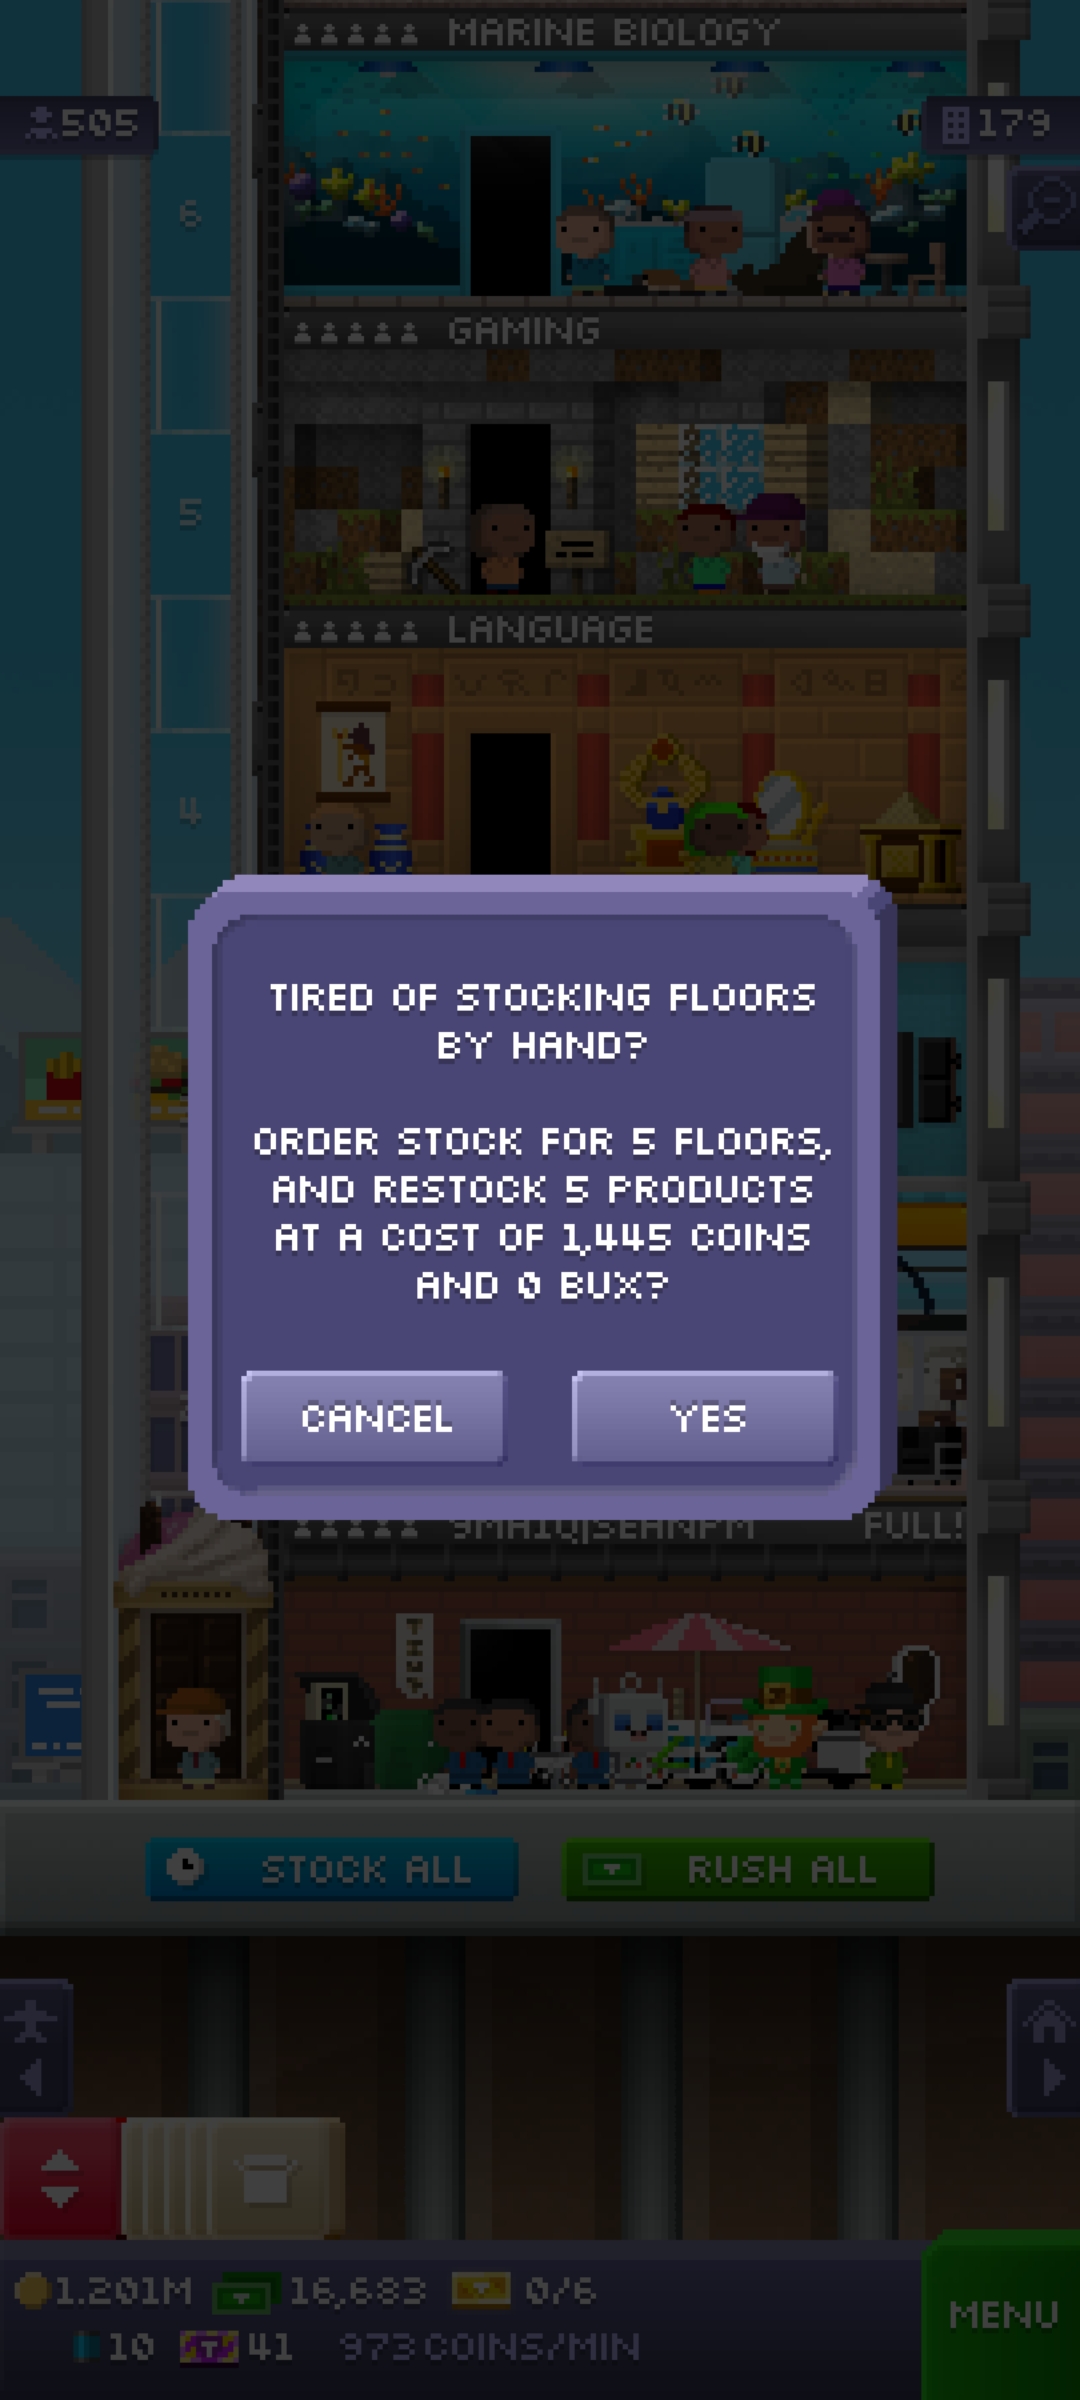 MARINE BIOLOGY
505
179
6
GAMING
5
LANGUAGE
4
TIRED OF STOCKING FLOORS
BY HAND?
ORDER STOCK FOR 5 FLOORS,
AND RESTOCK 5 PRODUCTS
AT A COST OF 1,445 COINS
AND 0 BUX?
CANCEL
YES
FULL!
STOCK ALL
RUSH ALL
1.201M
16,683
0/6
MENU
10
41
973 COINS/MIN